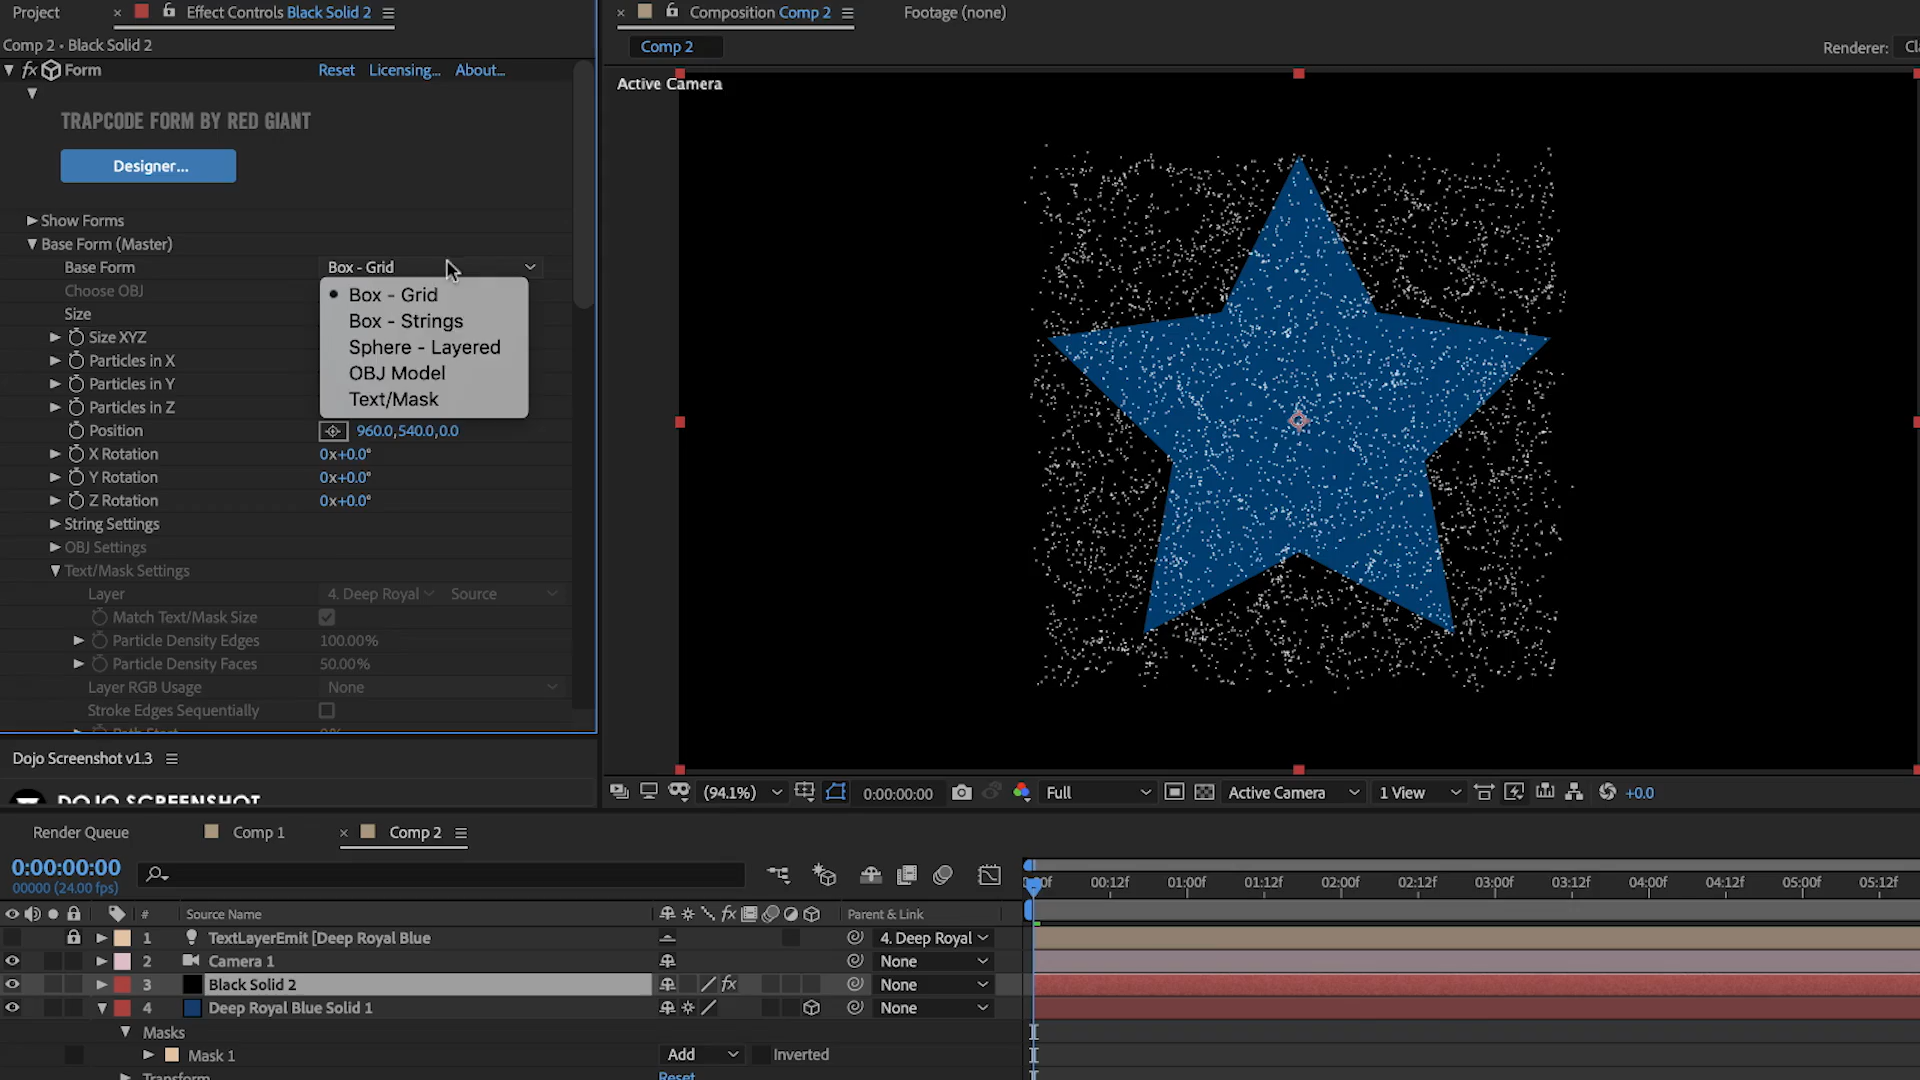 Project × Effect Controls Black Solid 2
× Composition Comp 2
Footage (none)
Comp 2 • Black Solid 2
Comp 2
Renderer:
Form Reset Licensing... About...
Active Camera
TRAPCODE FORM BY RED GIANT
Designer...
Show Forms
Base Form (Master)
Base Form Box - Grid
Choose OBJ
Size
Box - Grid
Box - Strings
Sphere - Layered
OBJ Model
Text/Mask
Size XYZ
Particles in X
Particles in Y
Particles in Z
Position 960.0,540.0,0.0
X Rotation 0x+0.0°
Y Rotation 0x+0.0°
Z Rotation 0x+0.0°
String Settings
OBJ Settings
Text/Mask Settings
Layer 4. Deep Royal Source
Match Text/Mask Size
Particle Density Edges 100.00%
Particle Density Faces 50.00%
Layer RGB Usage None
Stroke Edges Sequentially
Dojo Screenshot v1.3
DOJO SCREENSHOT
(94.1%) 0:00:00:00 Full Active Camera 1 View +0.0
Render Queue Comp 1 × Comp 2
0:00:00:00
00000 (24.00 fps)
00:12f 01:00f 01:12f 02:00f 02:12f 03:00f 03:12f 04:00f 04:12f 05:00f 05:12f
# Source Name fx Parent & Link
1 TextLayerEmit [Deep Royal Blue 4. Deep Royal
2 Camera 1 None
3 Black Solid 2 fx None
4 Deep Royal Blue Solid 1 None
Masks
Mask 1 Add Inverted
Transform Reset